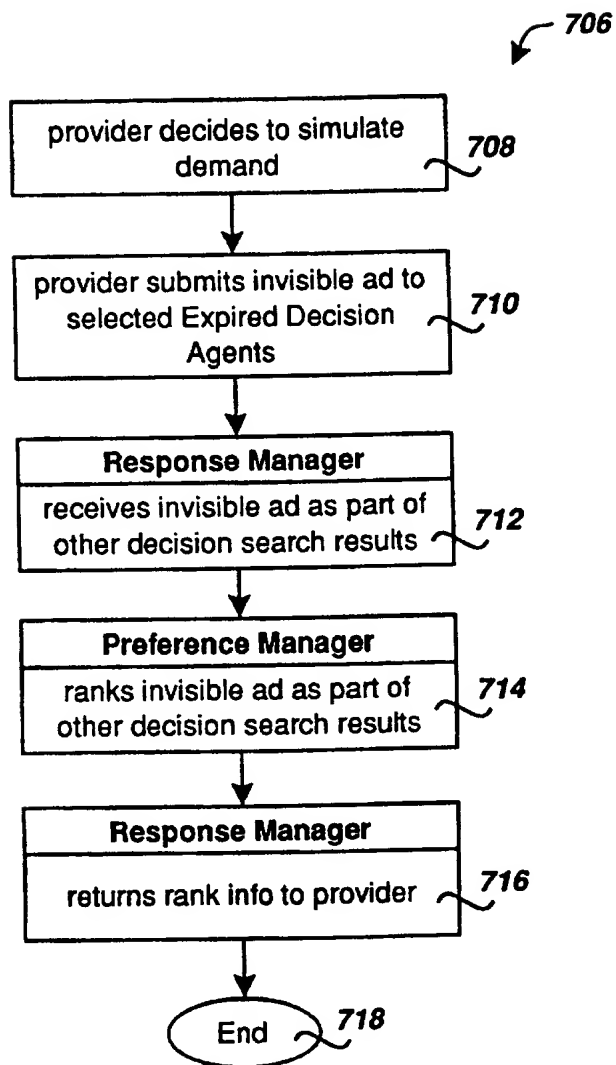 706
provider decides to simulate
demand
708
provider submits invisible ad to
selected Expired Decision
Agents
710
Response Manager
receives invisible ad as part of
other decision search results
712
Preference Manager
ranks invisible ad as part of
other decision search results
714
Response Manager
returns rank info to provider
716
End
718